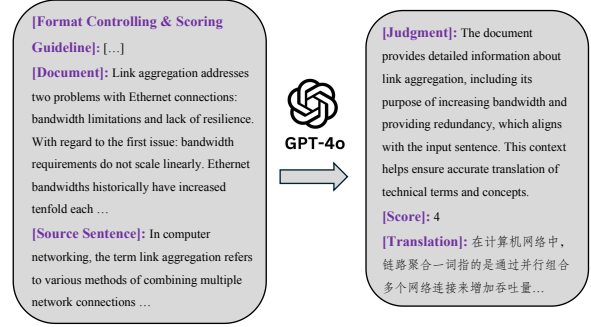 [Format Controlling & Scoring
Guideline]: […]
[Document]: Link aggregation addresses
two problems with Ethernet connections:
bandwidth limitations and lack of resilience.
With regard to the first issue: bandwidth
requirements do not scale linearly. Ethernet
bandwidths historically have increased
tenfold each …
[Source Sentence]: In computer
networking, the term link aggregation refers
to various methods of combining multiple
network connections …
GPT-4o
[Judgment]: The document
provides detailed information about
link aggregation, including its
purpose of increasing bandwidth and
providing redundancy, which aligns
with the input sentence. This context
helps ensure accurate translation of
technical terms and concepts.
[Score]: 4
[Translation]: 在计算机网络中，
链路聚合一词指的是通过并行组合
多个网络连接来增加吞吐量…